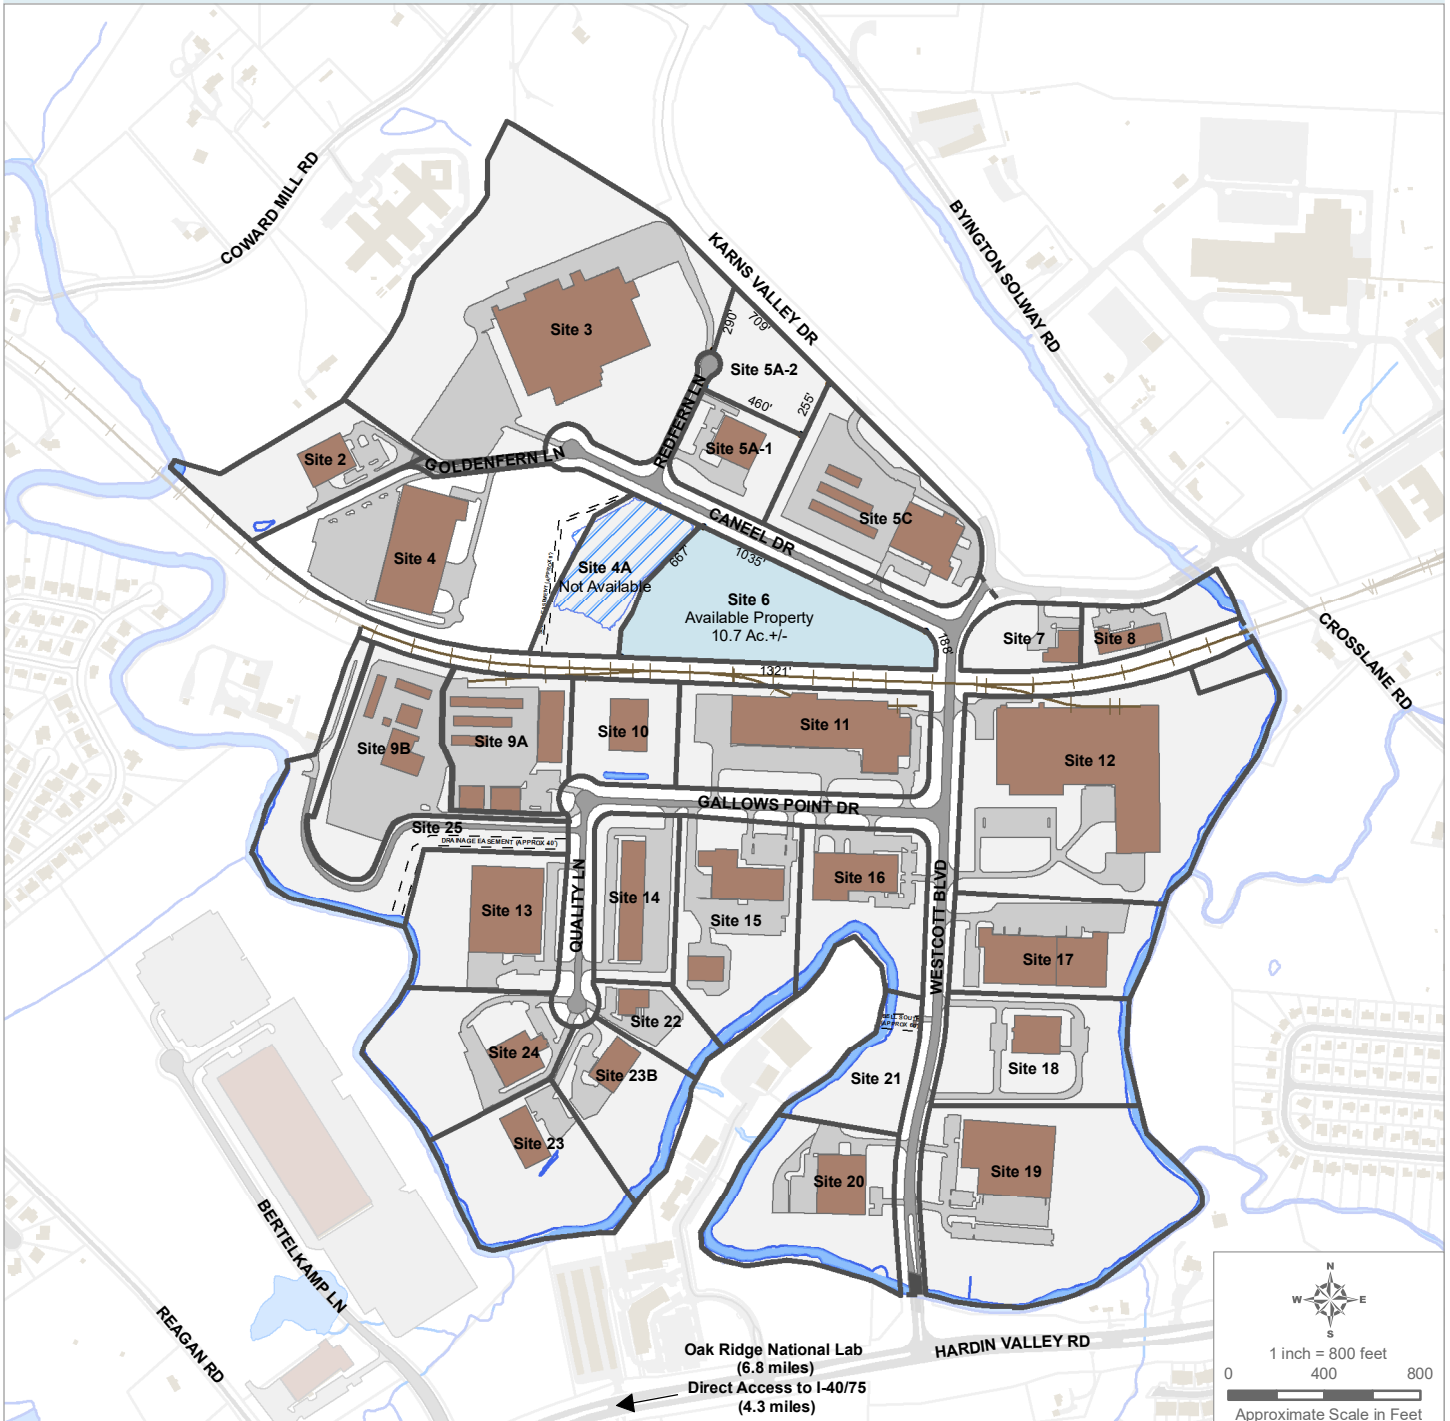 COWARD MILL RD
KARNS VALLEY DR
BYINGTON SOLWAY RD
290'
709'
Site 3
Site 5A-2
REDFERN LN
460'
255'
Site 5A-1
Site 2
GOLDENFERN LN
CANEEL DR
Site 5C
Site 4
667'
1035'
Site 4A
Not Available
Site 6
Available Property
10.7 Ac.+/-
188'
1321'
Site 7
Site 8
CROSSLANE RD
Site 9B
Site 9A
Site 10
Site 11
Site 12
GALLOWS POINT DR
Site 25
DRAINAGE EASEMENT (APPROX 40')
QUALITY LN
WESTCOTT BLVD
Site 13
Site 14
Site 15
Site 16
Site 17
Site 22
Site 24
Site 23B
Site 21
Site 18
Site 23
Site 20
Site 19
BERTELKAMP LN
REAGAN RD
HARDIN VALLEY RD
Oak Ridge National Lab
(6.8 miles)
Direct Access to I-40/75
(4.3 miles)
N
W E
S
1 inch = 800 feet
0 400 800
Approximate Scale in Feet